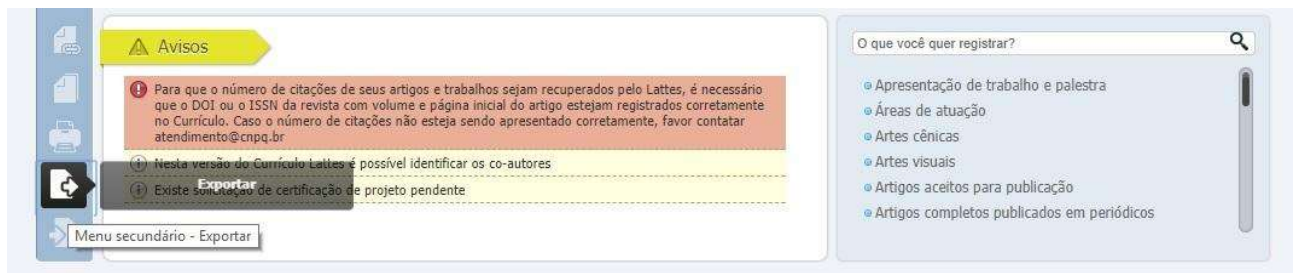 Avisos
Para que o número de citações de seus artigos e trabalhos sejam recuperados pelo Lattes, é necessário
que o DOI ou o ISSN da revista com volume e página inicial do artigo estejam registrados corretamente
no Currículo. Caso o número de citações não esteja sendo apresentado corretamente, favor contatar
atendimento@cnpq.br
Nesta versão do Currículo Lattes é possível identificar os co-autores
Existe solicitação de certificação de projeto pendente
Exportar
Menu secundário - Exportar
O que você quer registrar?
Apresentação de trabalho e palestra
Áreas de atuação
Artes cênicas
Artes visuais
Artigos aceitos para publicação
Artigos completos publicados em periódicos